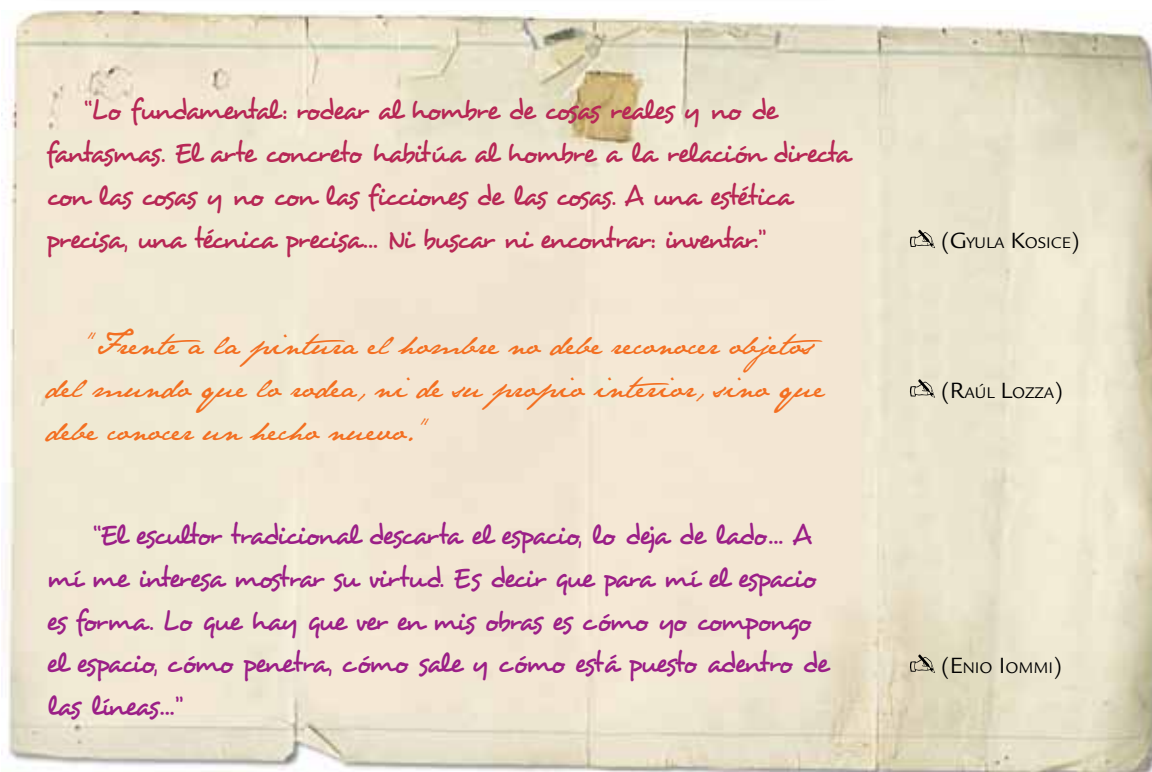 "Lo fundamental: rodear al hombre de cosas reales y no de
fantasmas. El arte concreto habitúa al hombre a la relación directa
con las cosas y no con las ficciones de las cosas. A una estética
precisa, una técnica precisa... Ni buscar ni encontrar: inventar."
(Gyula Kosice)
"Frente a la pintura el hombre no debe reconocer objetos
del mundo que lo rodea, ni de su propio interior, sino que
debe conocer un hecho nuevo."
(Raúl Lozza)
"El escultor tradicional descarta el espacio, lo deja de lado... A
mí me interesa mostrar su virtud. Es decir que para mí el espacio
es forma. Lo que hay que ver en mis obras es cómo yo compongo
el espacio, cómo penetra, cómo sale y cómo está puesto adentro de
las líneas..."
(Enio Iommi)